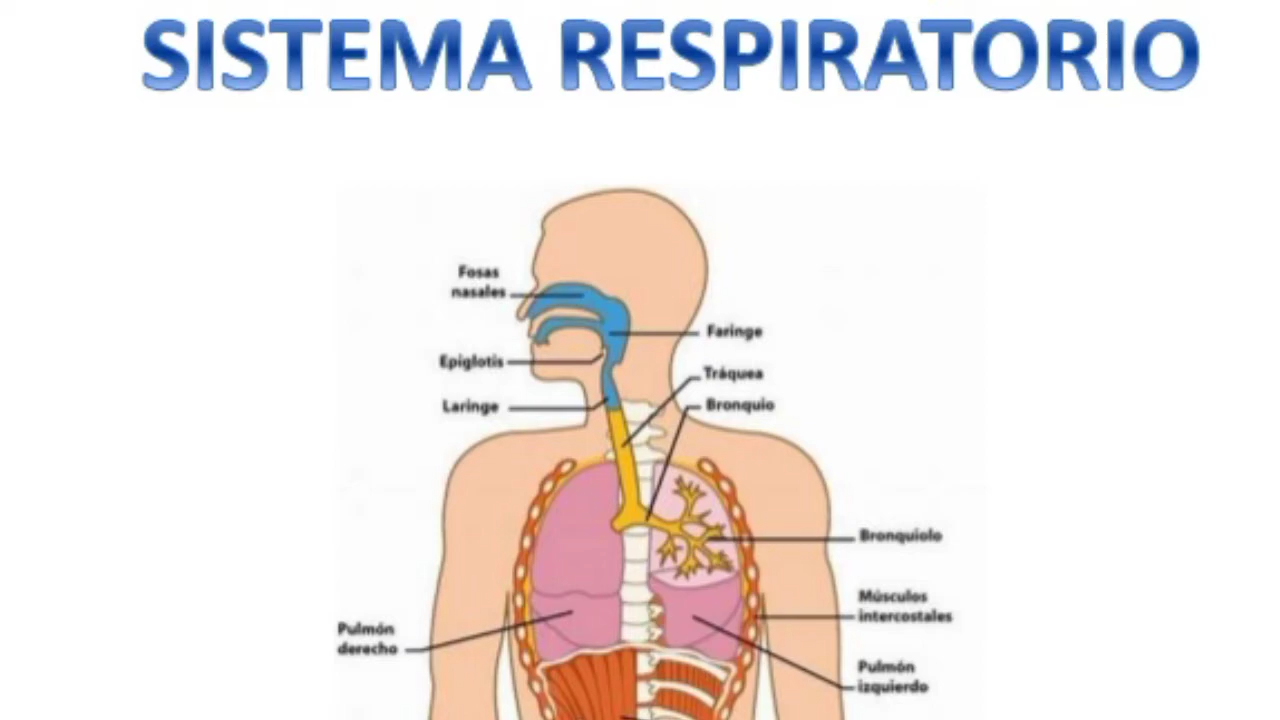 SISTEMA RESPIRATORIO
Fosas
nasales
Faringe
Epiglotis
Tráquea
Laringe
Bronquio
Bronquiolo
Músculos
intercostales
Pulmón
derecho
Pulmón
izquierdo